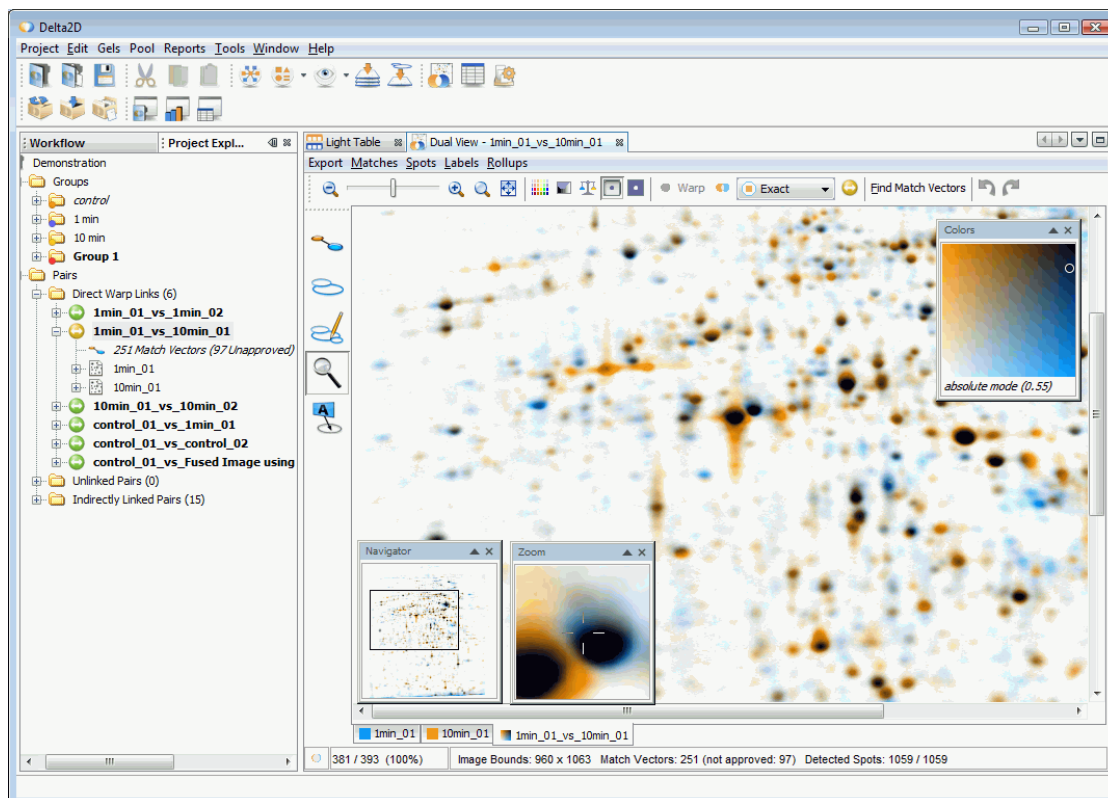 Delta2D
Project Edit Gels Pool Reports Tools Window Help
Workflow
Project Expl...
Demonstration
Groups
control
1 min
10 min
Group 1
Pairs
Direct Warp Links (6)
1min_01_vs_1min_02
1min_01_vs_10min_01
251 Match Vectors (97 Unapproved)
1min_01
10min_01
10min_01_vs_10min_02
control_01_vs_1min_01
control_01_vs_control_02
control_01_vs_Fused Image using
Unlinked Pairs (0)
Indirectly Linked Pairs (15)
Light Table
Dual View - 1min_01_vs_10min_01
Export Matches Spots Labels Rollups
Warp
Exact
Find Match Vectors
A
Colors
absolute mode (0.55)
Navigator
Zoom
1min_01
10min_01
1min_01_vs_10min_01
381 / 393 (100%)
Image Bounds: 960 x 1063 Match Vectors: 251 (not approved: 97) Detected Spots: 1059 / 1059